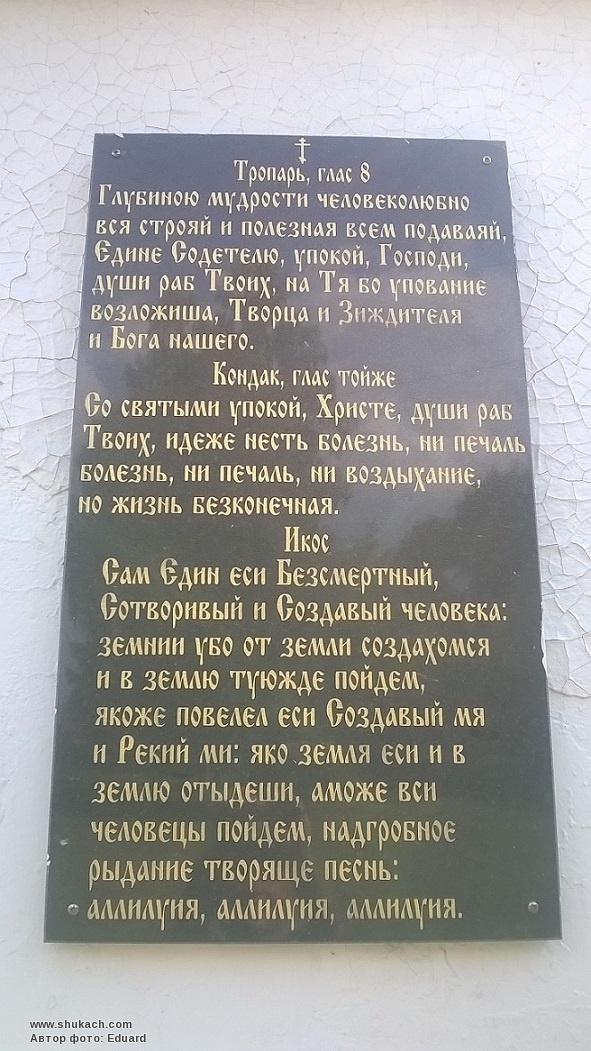 Тропарь, глас 8
Глубиною мудрости человеколюбно
вся строяй и полезная всем подаваяй,
Едине Содетелю, упокой, Господи,
души раб Твоих, на Тя бо упование
возложиша, Творца и Зиждителя
и Бога нашего.
Кондак, глас тойже
Со святыми упокой, Христе, души раб
Твоих, идеже несть болезнь, ни печаль
болезнь, ни печаль, ни воздыхание,
но жизнь безконечная.
Икос
Сам Един еси Безсмертный,
Сотворивый и Создавый человека:
земнии убо от земли создахомся
и в землю туюжде пойдем,
якоже повелел еси Создавый мя
и Рекий ми: яко земля еси и в
землю отыдеши, аможе вси
человецы пойдем, надгробное
рыдание творяще песнь:
аллилуия, аллилуия, аллилуия.
www.shukach.com
Автор фото: Eduard